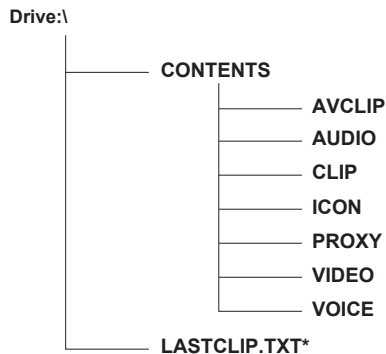 Drive:\
CONTENTS
AVCLIP
AUDIO
CLIP
ICON
PROXY
VIDEO
VOICE
LASTCLIP.TXT*